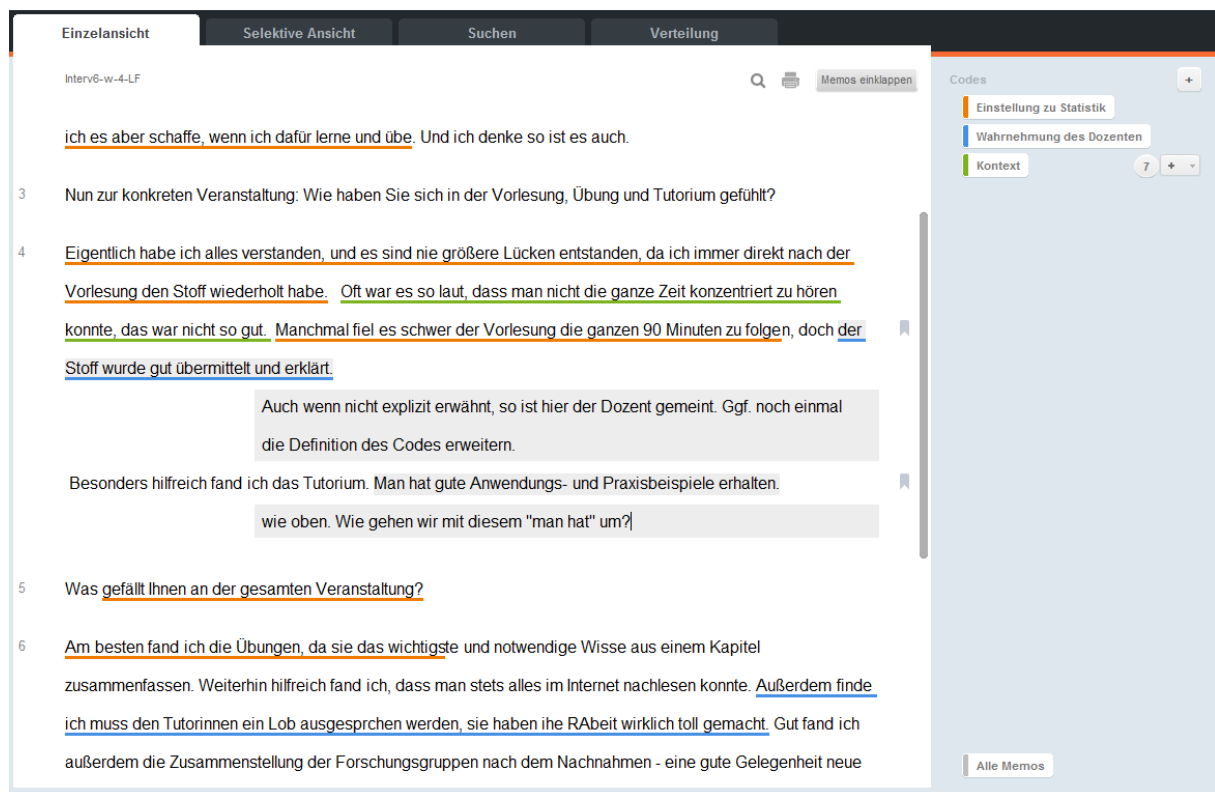 Einzelansicht Selektive Ansicht Suchen Verteilung
Interv6-w-4-LF Memos einklappen
ich es aber schaffe, wenn ich dafür lerne und übe. Und ich denke so ist es auch.
3 Nun zur konkreten Veranstaltung: Wie haben Sie sich in der Vorlesung, Übung und Tutorium gefühlt?
4 Eigentlich habe ich alles verstanden, und es sind nie größere Lücken entstanden, da ich immer direkt nach der
Vorlesung den Stoff wiederholt habe. Oft war es so laut, dass man nicht die ganze Zeit konzentriert zu hören
konnte, das war nicht so gut. Manchmal fiel es schwer der Vorlesung die ganzen 90 Minuten zu folgen, doch der
Stoff wurde gut übermittelt und erklärt.
Auch wenn nicht explizit erwähnt, so ist hier der Dozent gemeint. Ggf. noch einmal
die Definition des Codes erweitern.
Besonders hilfreich fand ich das Tutorium. Man hat gute Anwendungs- und Praxisbeispiele erhalten.
wie oben. Wie gehen wir mit diesem "man hat" um?
5 Was gefällt Ihnen an der gesamten Veranstaltung?
6 Am besten fand ich die Übungen, da sie das wichtigste und notwendige Wisse aus einem Kapitel
zusammenfassen. Weiterhin hilfreich fand ich, dass man stets alles im Internet nachlesen konnte. Außerdem finde
ich muss den Tutorinnen ein Lob ausgesprchen werden, sie haben ihe RAbeit wirklich toll gemacht. Gut fand ich
außerdem die Zusammenstellung der Forschungsgruppen nach dem Nachnahmen - eine gute Gelegenheit neue
Codes +
Einstellung zu Statistik
Wahrnehmung des Dozenten
Kontext 7 +
Alle Memos